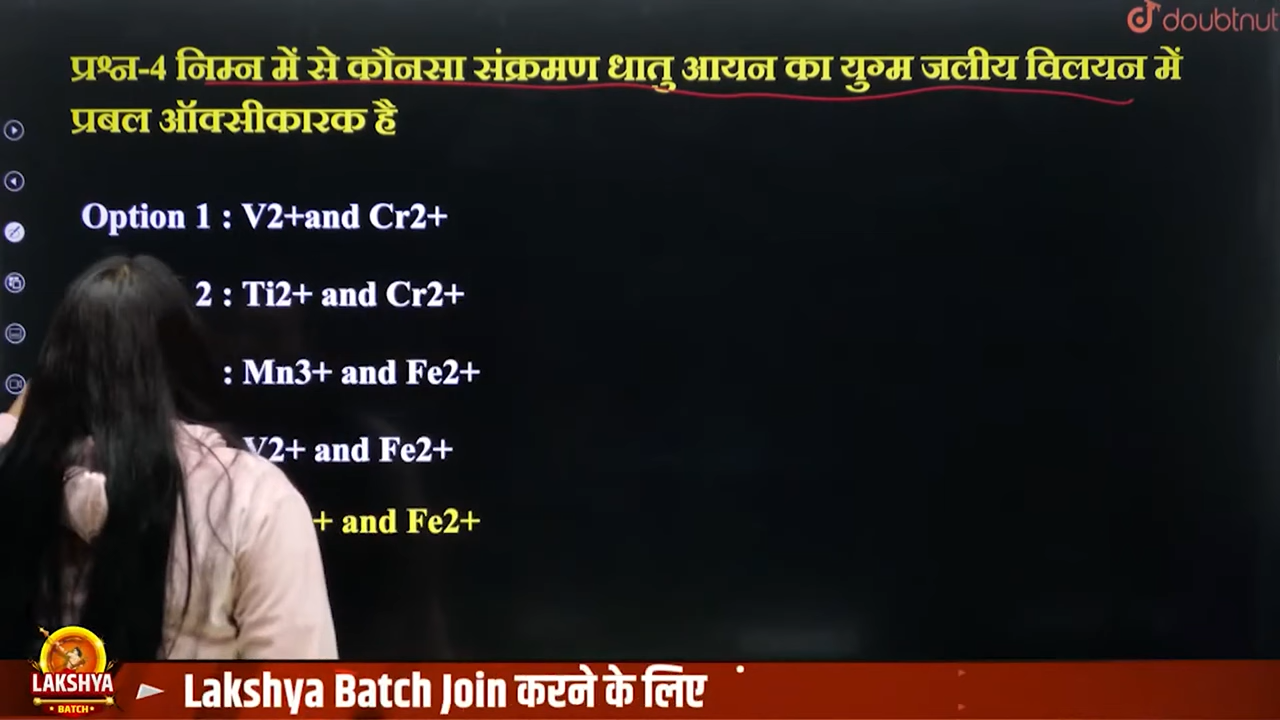 doubtnut
प्रश्न-4 निम्न में से कौनसा संक्रमण धातु आयन का युग्म जलीय विलयन में
प्रबल ऑक्सीकारक है
Option 1 : V2+and Cr2+
2 : Ti2+ and Cr2+
: Mn3+ and Fe2+
V2+ and Fe2+
+ and Fe2+
LAKSHYA
BATCH
Lakshya Batch Join करने के लिए